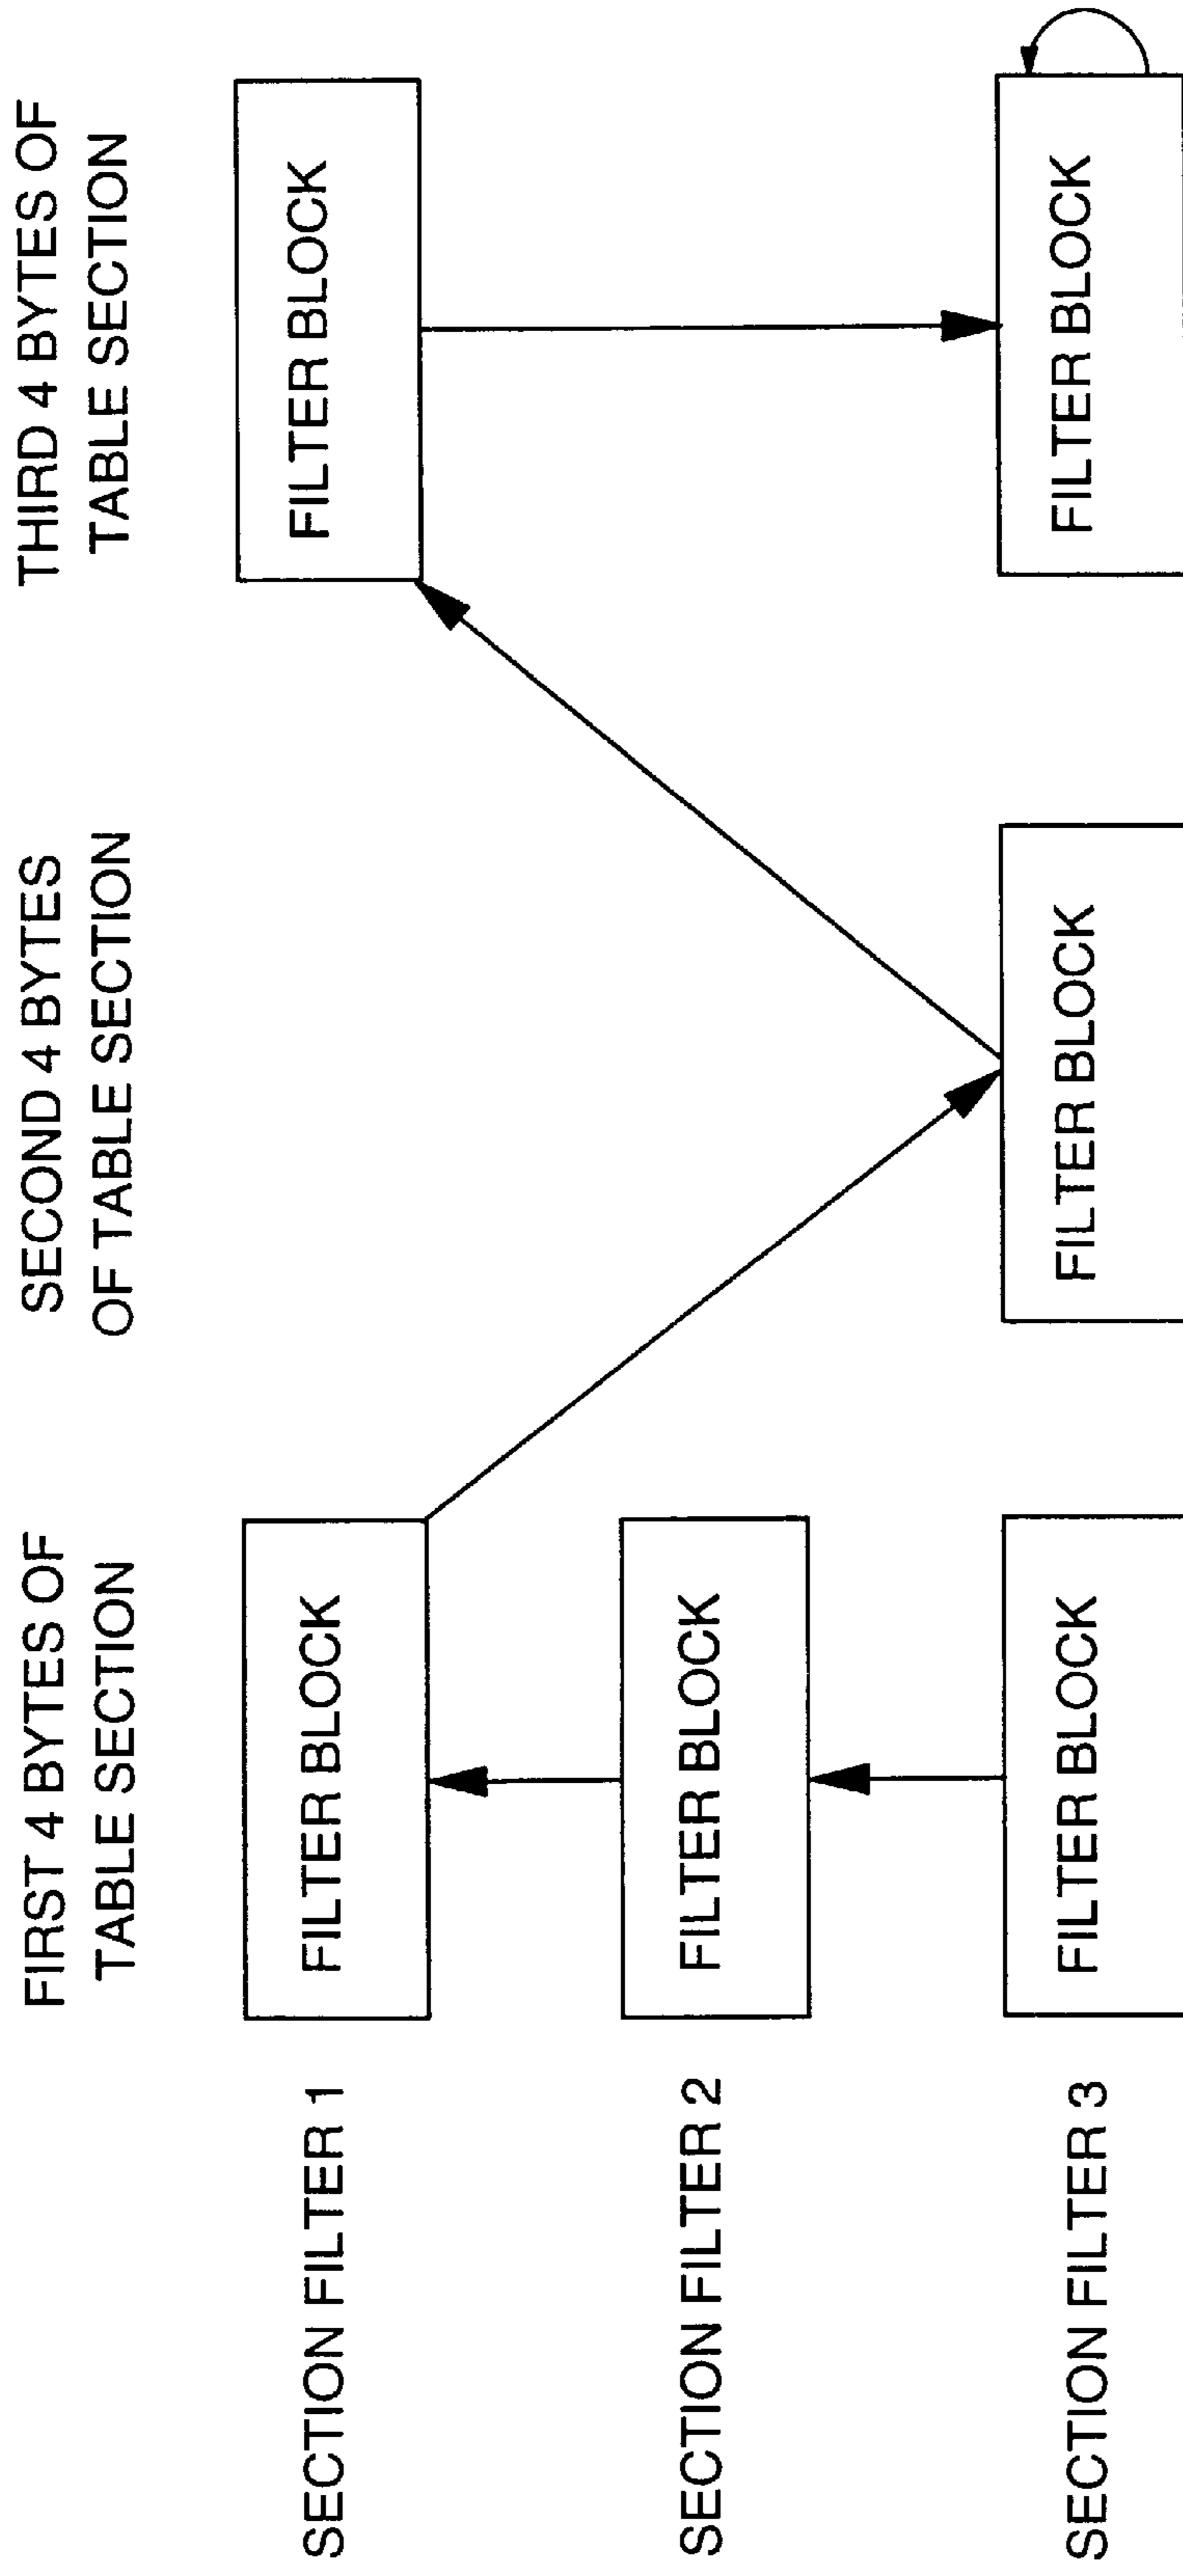 FIRST 4 BYTES OF
TABLE SECTION
SECOND 4 BYTES
OF TABLE SECTION
THIRD 4 BYTES OF
TABLE SECTION
SECTION FILTER 1
FILTER BLOCK
FILTER BLOCK
SECTION FILTER 2
FILTER BLOCK
SECTION FILTER 3
FILTER BLOCK
FILTER BLOCK
FILTER BLOCK